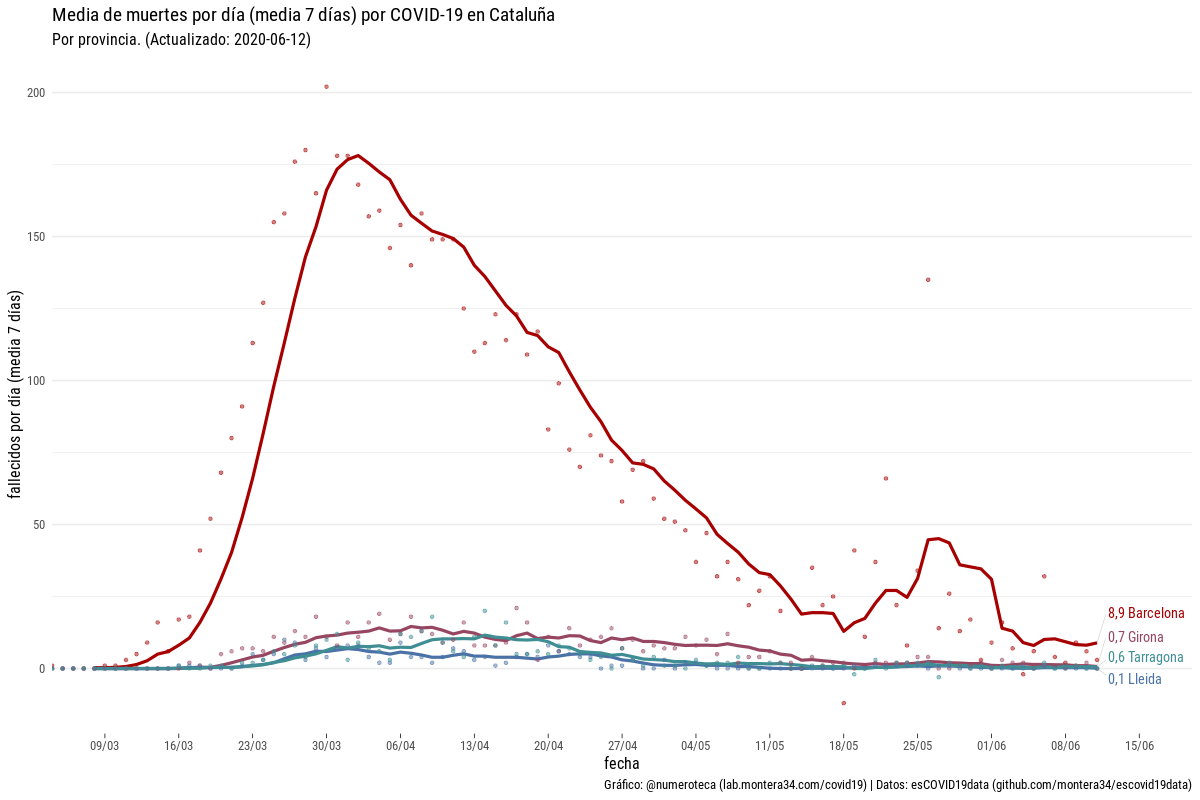 Media de muertes por día (media 7 días) por COVID-19 en Cataluña
Por provincia. (Actualizado: 2020-06-12)
fallecidos por día (media 7 días)
200
150
100
50
0
8,9 Barcelona
0,7 Girona
0,6 Tarragona
0,1 Lleida
09/03 16/03 23/03 30/03 06/04 13/04 20/04 27/04 04/05 11/05 18/05 25/05 01/06 08/06 15/06
fecha
Gráfico: @numeroteca (lab.montera34.com/covid19) | Datos: esCOVID19data (github.com/montera34/escovid19data)